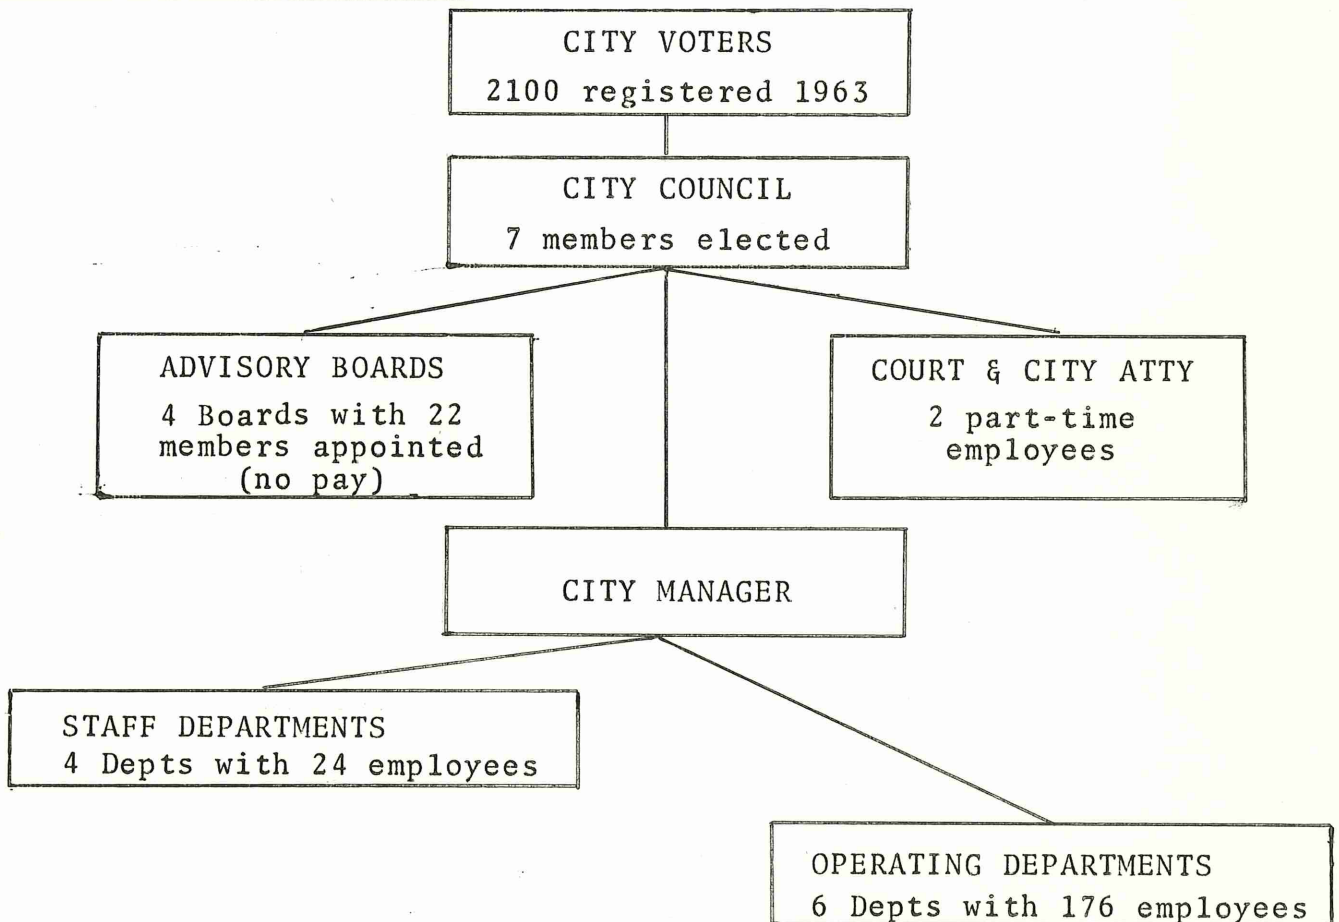 CITY VOTERS
2100 registered 1963
CITY COUNCIL
7 members elected
ADVISORY BOARDS
4 Boards with 22
members appointed
(no pay)
COURT & CITY ATTY
2 part-time
employees
CITY MANAGER
STAFF DEPARTMENTS
4 Depts with 24 employees
OPERATING DEPARTMENTS
6 Depts with 176 employees